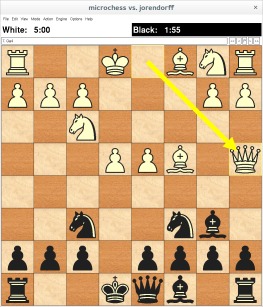 microchess vs. jorendorff
File Edit View Mode Action Engine Options Help
White: 5:00 Black: 1:55